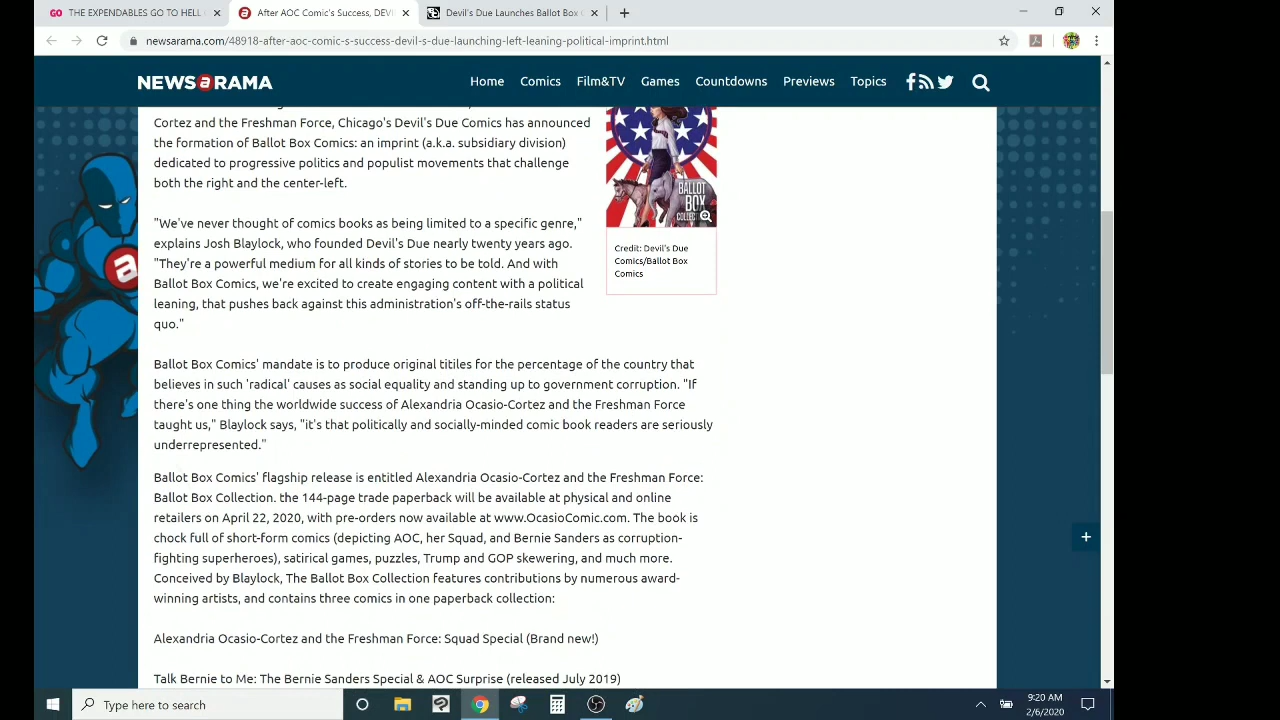 THE EXPENDABLES GO TO HELL
After AOC Comic's Success, DEVI
Devil's Due Launches Ballot Box
newsarama.com/48918-after-aoc-comic-s-success-devil-s-due-launching-left-leaning-political-imprint.html
NEWSaRAMA
Home Comics Film&TV Games Countdowns Previews Topics
Cortez and the Freshman Force, Chicago's Devil's Due Comics has announced
the formation of Ballot Box Comics: an imprint (a.k.a. subsidiary division)
dedicated to progressive politics and populist movements that challenge
both the right and the center-left.
BALLOT
BOX
Credit: Devil's Due
Comics/Ballot Box
Comics
"We've never thought of comics books as being limited to a specific genre,"
explains Josh Blaylock, who founded Devil's Due nearly twenty years ago.
"They're a powerful medium for all kinds of stories to be told. And with
Ballot Box Comics, we're excited to create engaging content with a political
leaning, that pushes back against this administration's off-the-rails status
quo."
Ballot Box Comics' mandate is to produce original titiles for the percentage of the country that
believes in such 'radical' causes as social equality and standing up to government corruption. "If
there's one thing the worldwide success of Alexandria Ocasio-Cortez and the Freshman Force
taught us," Blaylock says, "it's that politically and socially-minded comic book readers are seriously
underrepresented."
Ballot Box Comics' flagship release is entitled Alexandria Ocasio-Cortez and the Freshman Force:
Ballot Box Collection. the 144-page trade paperback will be available at physical and online
retailers on April 22, 2020, with pre-orders now available at www.OcasioComic.com. The book is
chock full of short-form comics (depicting AOC, her Squad, and Bernie Sanders as corruption-
fighting superheroes), satirical games, puzzles, Trump and GOP skewering, and much more.
Conceived by Blaylock, The Ballot Box Collection features contributions by numerous award-
winning artists, and contains three comics in one paperback collection:
Alexandria Ocasio-Cortez and the Freshman Force: Squad Special (Brand new!)
Talk Bernie to Me: The Bernie Sanders Special & AOC Surprise (released July 2019)
Type here to search
9:20 AM
2/6/2020